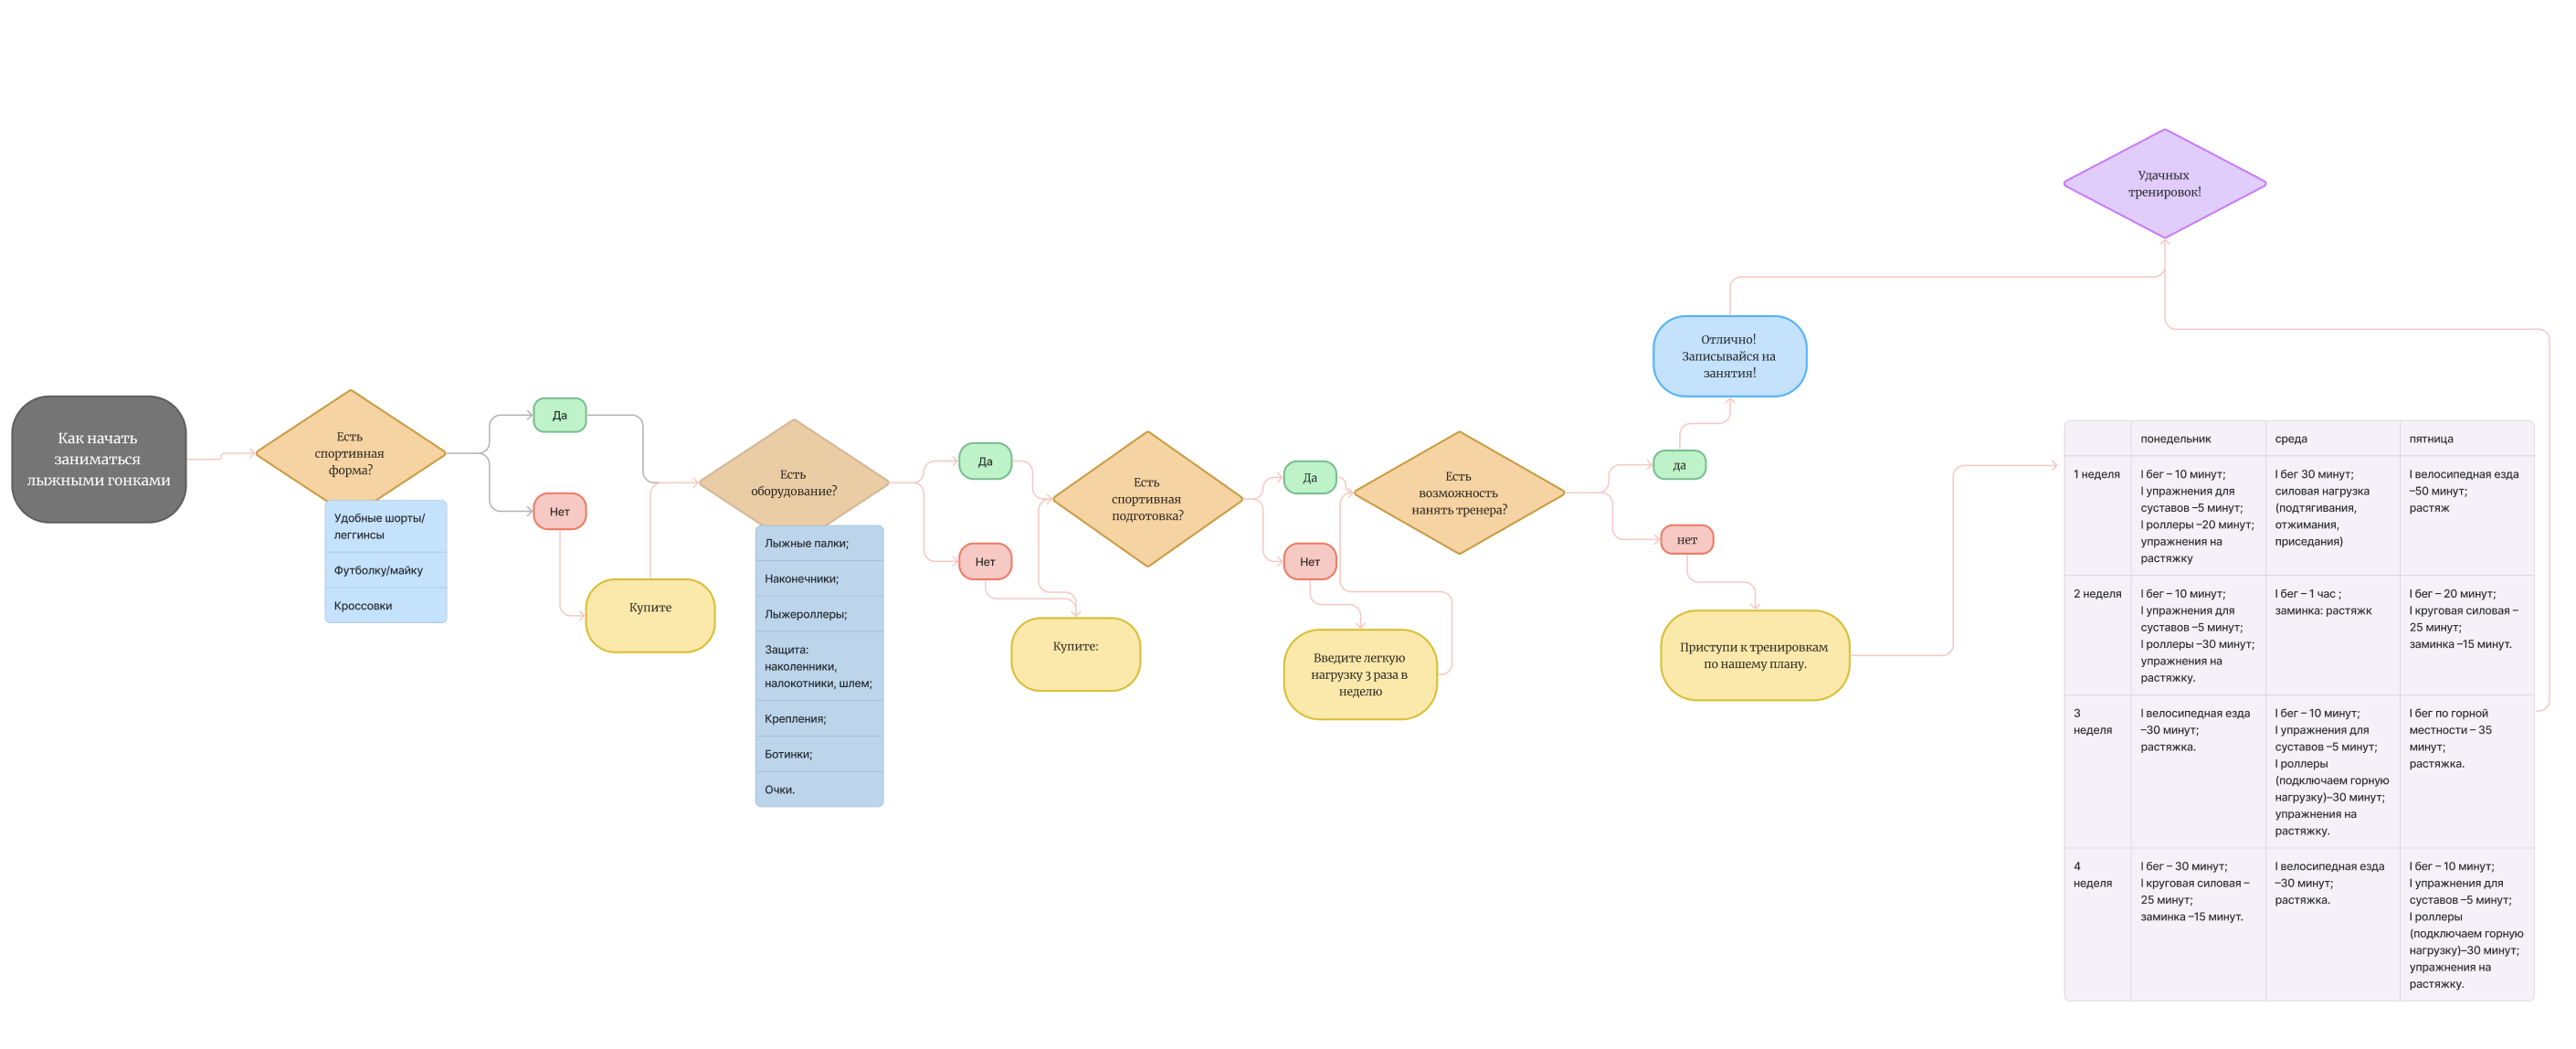 Как начать
заниматься
лыжными гонками
Есть
спортивная
форма?
Удобные шорты/
леггинсы
Футболку/майку
Кроссовки
Да
Нет
Купите
Есть
оборудование?
Лыжные палки;
Наконечники;
Лыжероллеры;
Защита:
наколенники,
налокотники, шлем;
Крепления;
Ботинки;
Очки.
Да
Нет
Купите:
Есть
спортивная
подготовка?
Да
Нет
Введите легкую
нагрузку 3 раза в
неделю
Есть
возможность
нанять тренера?
да
нет
Отлично!
Записывайся на
занятия!
Приступи к тренировкам
по нашему плану.
Удачных
тренировок!
понедельник
среда
пятница
1 неделя
I бег – 10 минут;
I упражнения для
суставов –5 минут;
I роллеры –20 минут;
упражнения на
растяжку
I бег 30 минут;
силовая нагрузка
(подтягивания,
отжимания,
приседания)
I велосипедная езда
–50 минут;
растяж
2 неделя
I бег – 10 минут;
I упражнения для
суставов –5 минут;
I роллеры –30 минут;
упражнения на
растяжку.
I бег – 1 час ;
заминка: растяжк
I бег – 20 минут;
I круговая силовая –
25 минут;
заминка –15 минут.
3
неделя
I велосипедная езда
–30 минут;
растяжка.
I бег – 10 минут;
I упражнения для
суставов –5 минут;
I роллеры
(подключаем горную
нагрузку)–30 минут;
упражнения на
растяжку.
I бег по горной
местности – 35
минут;
растяжка.
4
неделя
I бег – 30 минут;
I круговая силовая –
25 минут;
заминка –15 минут.
I велосипедная езда
–30 минут;
растяжка.
I бег – 10 минут;
I упражнения для
суставов –5 минут;
I роллеры
(подключаем горную
нагрузку)–30 минут;
упражнения на
растяжку.